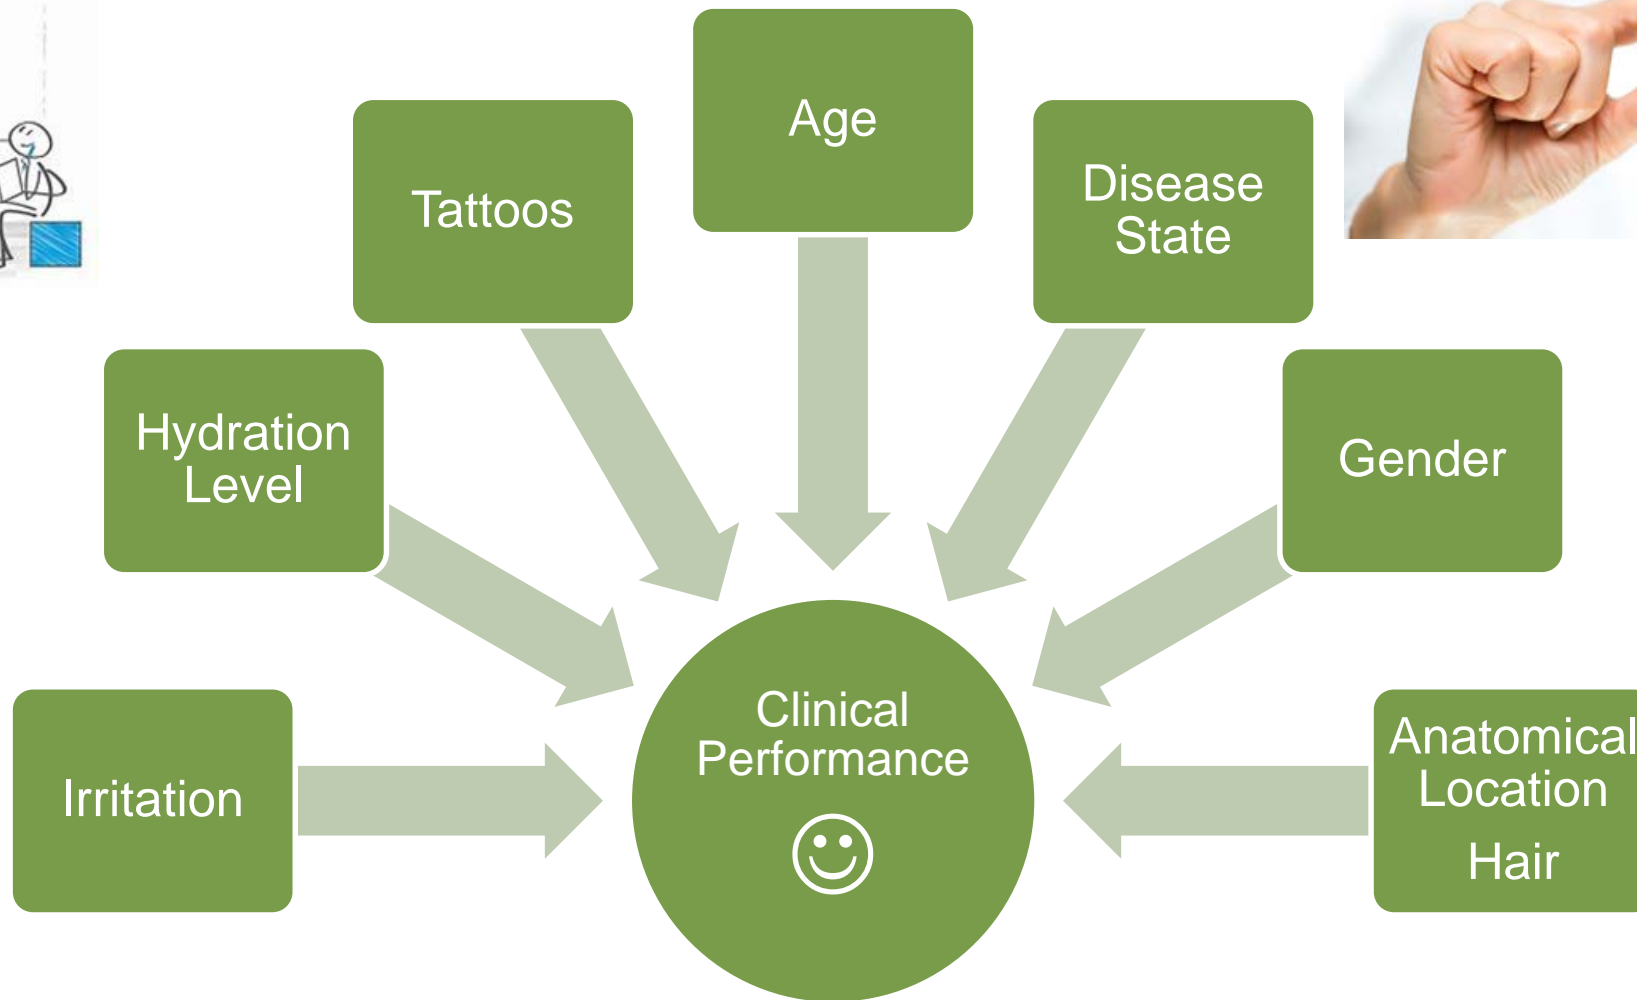 Age
Tattoos
Disease
State
Hydration
Level
Gender
Irritation
Clinical
Performance
Anatomical
Location
Hair